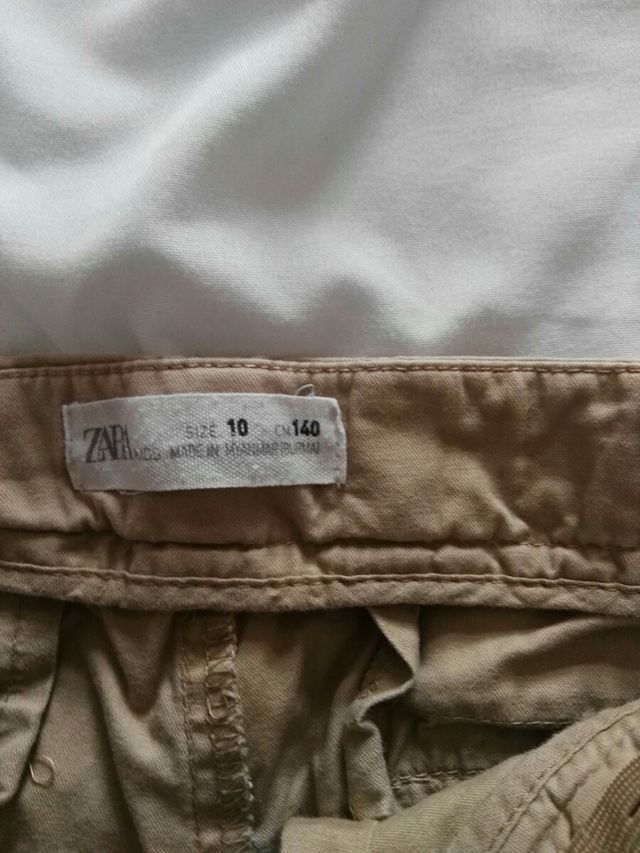 ZARA KIDS SIZE 10 CM 140
MADE IN MYANMAR (BURMA)